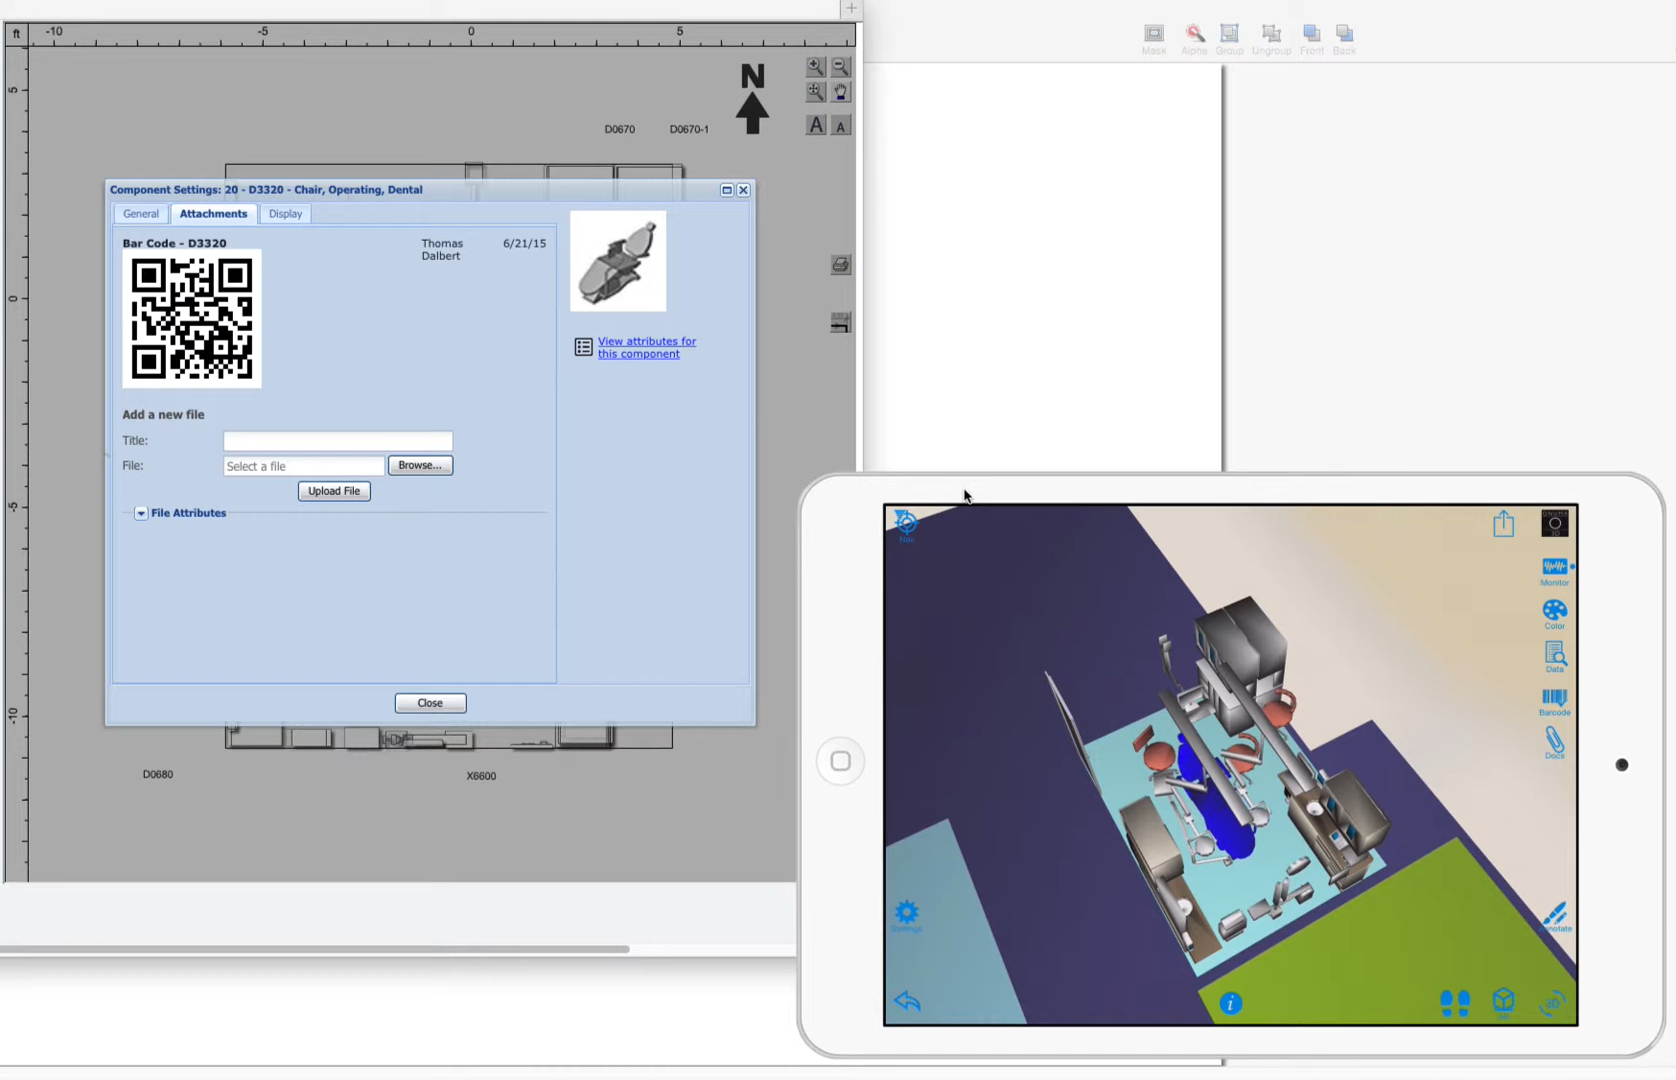 Mask Alpha Group Ungroup Front Back
ft -10 -5 0 5
5
0
-5
-10
N
A A
D0670 D0670-1
Component Settings: 20 - D3320 - Chair, Operating, Dental
General Attachments Display
Bar Code - D3320
Thomas Dalbert
6/21/15
View attributes for
this component
Add a new file
Title:
File: Select a file Browse...
Upload File
File Attributes
Close
D0680 X6600
Nav
Monitor
Color
Data
Barcode
Docs
Settings
i
3D